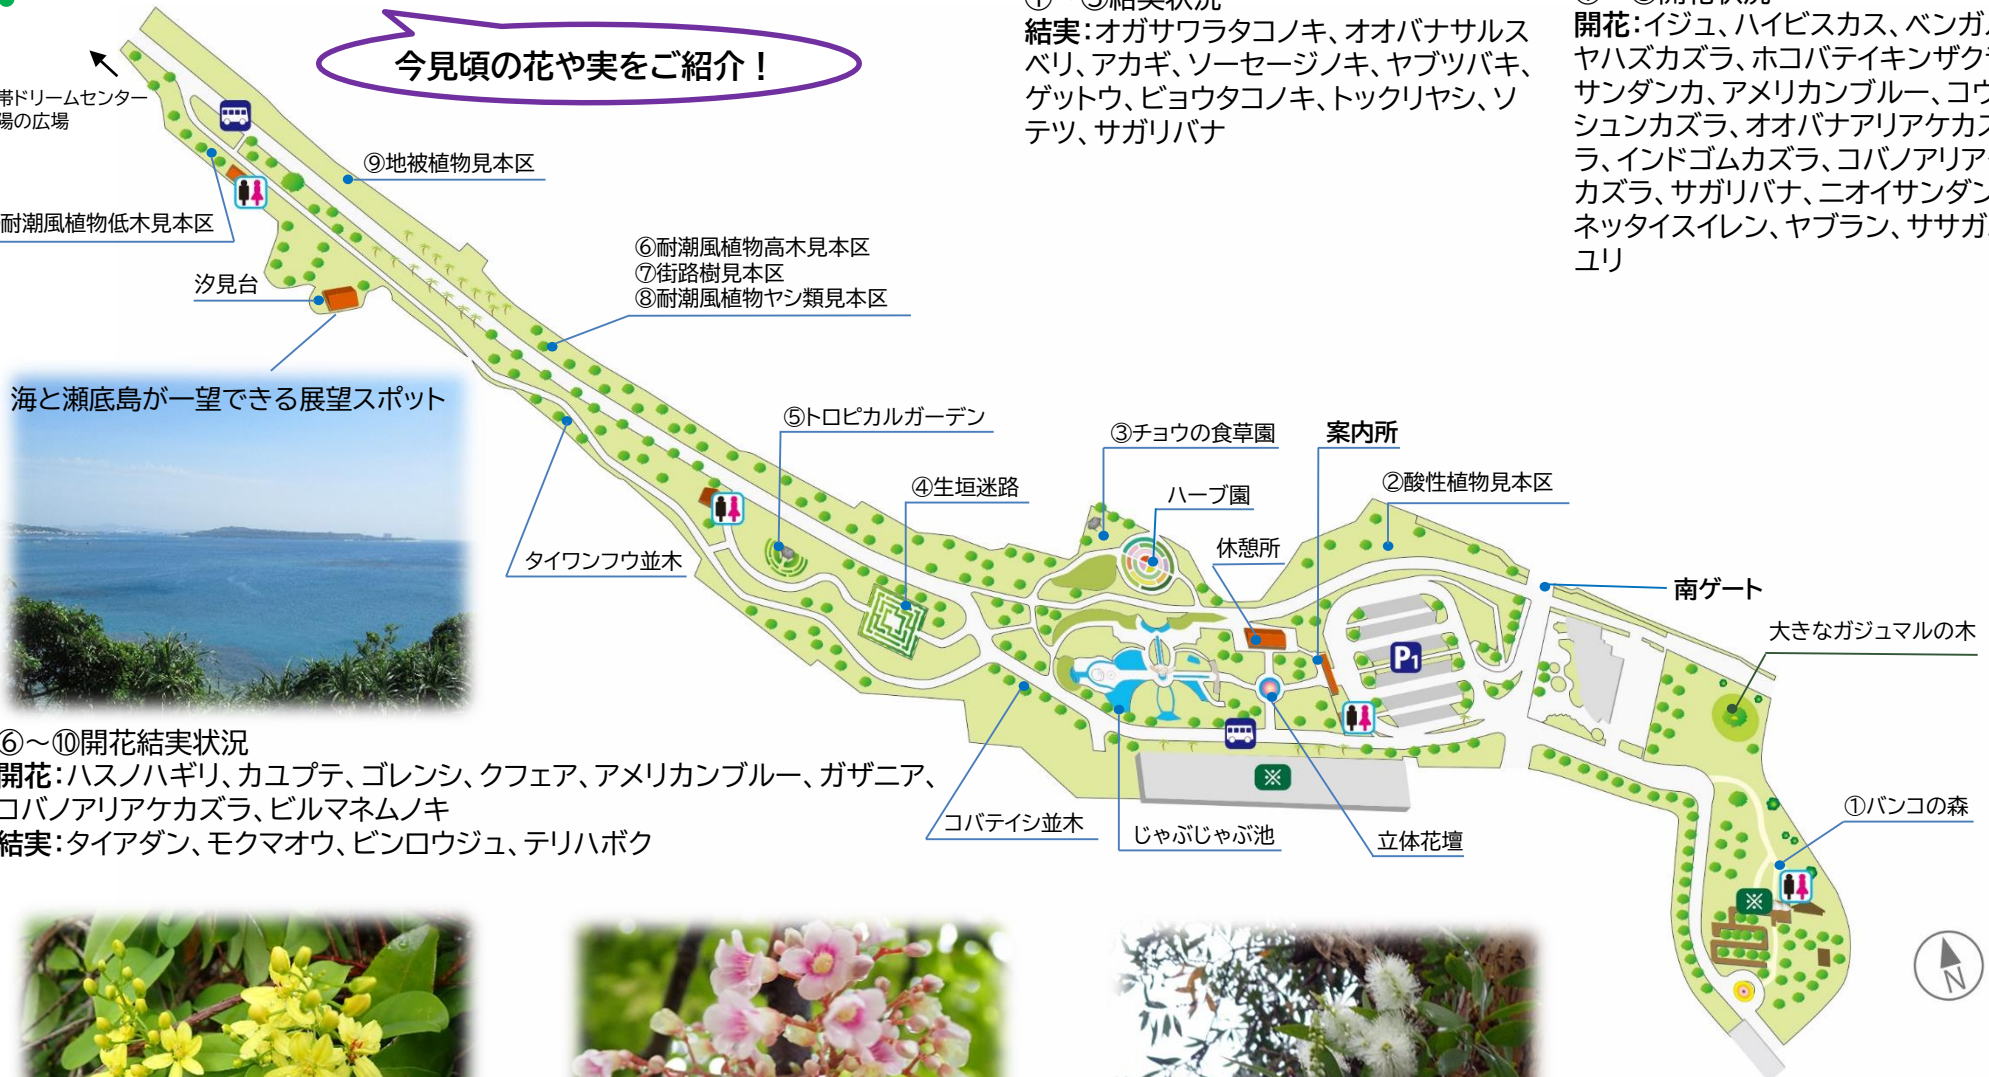 今見頃の花や実をご紹介！
結実：オガサワラタコノキ、オオバナサルス
ベリ、アカギ、ソーセージノキ、ヤブツバキ、
ゲットウ、ビョウタコノキ、トックリヤシ、ソ
テツ、サガリバナ
開花：イジュ、ハイビスカス、ベンガル
ヤハズカズラ、ホコバテイキンザクラ
サンダンカ、アメリカンブルー、コウ
シュンカズラ、オオバナアリアケカズ
ラ、インドゴムカズラ、コバノアリア
カズラ、サガリバナ、ニオイサンダン
ネッタイスイレン、ヤブラン、ササガ
ユリ
帯ドリームセンター
陽の広場
⑨地被植物見本区
耐潮風植物低木見本区
汐見台
⑥耐潮風植物高木見本区
⑦街路樹見本区
⑧耐潮風植物ヤシ類見本区
海と瀬底島が一望できる展望スポット
⑤トロピカルガーデン
③チョウの食草園
案内所
④生垣迷路
ハーブ園
②酸性植物見本区
休憩所
タイワンフウ並木
南ゲート
大きなガジュマルの木
P1
⑥～⑩開花結実状況
開花：ハスノハギリ、カユプテ、ゴレンシ、クフェア、アメリカンブルー、ガザニア、
コバノアリアケカズラ、ビルマネムノキ
結実：タイアダン、モクマオウ、ビンロウジュ、テリハボク
※
コバテイシ並木
じゃぶじゃぶ池
立体花壇
①バンコの森
※
N